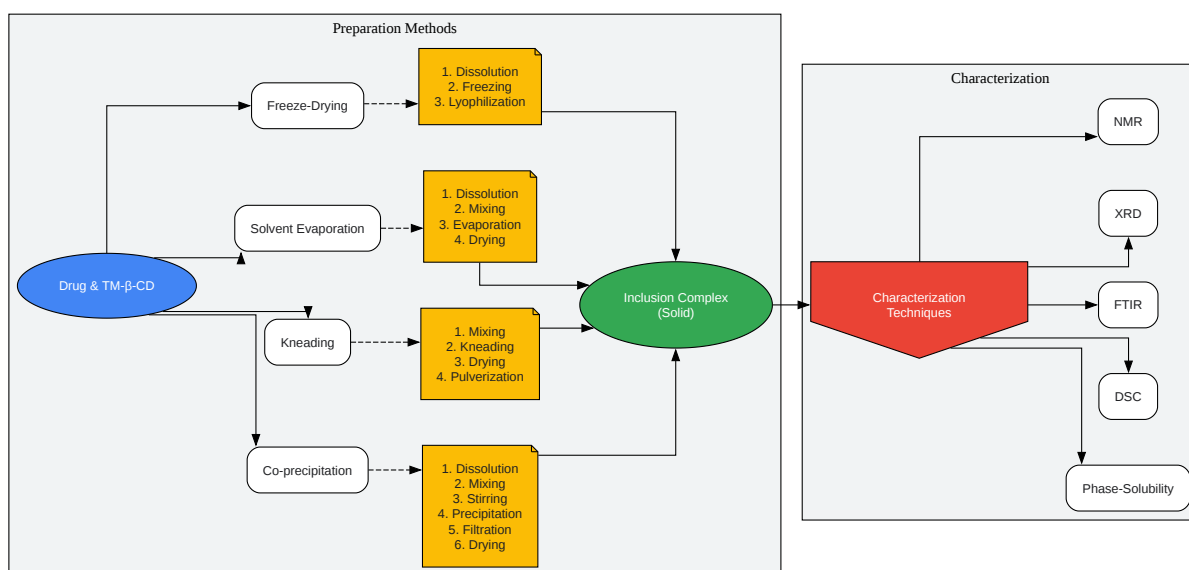 Preparation Methods
Drug & TM-β-CD
Freeze-Drying
1. Dissolution
2. Freezing
3. Lyophilization
Solvent Evaporation
1. Dissolution
2. Mixing
3. Evaporation
4. Drying
Kneading
1. Mixing
2. Kneading
3. Drying
4. Pulverization
Co-precipitation
1. Dissolution
2. Mixing
3. Stirring
4. Precipitation
5. Filtration
6. Drying
Inclusion Complex
(Solid)
Characterization
Characterization
Techniques
NMR
XRD
FTIR
DSC
Phase-Solubility